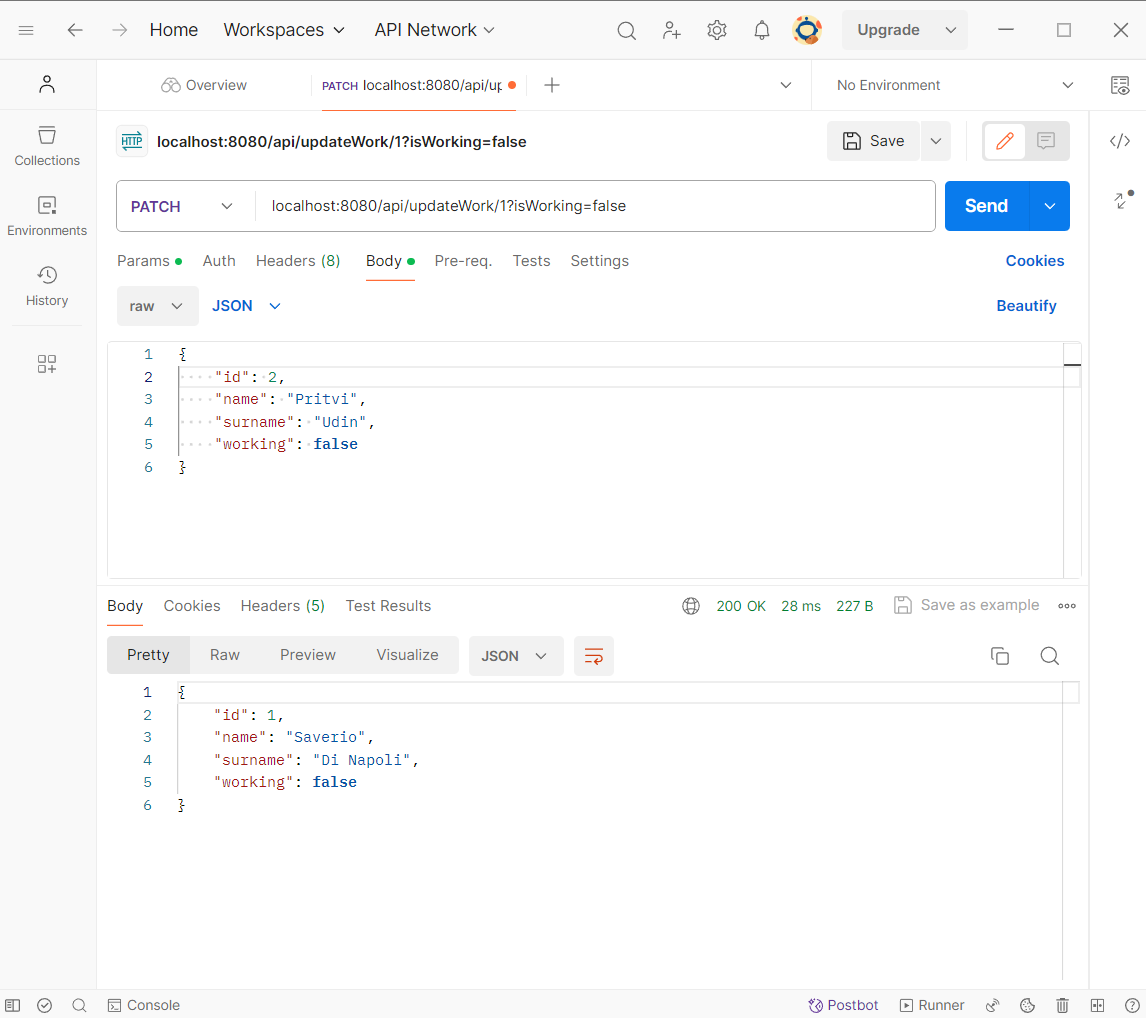 Home Workspaces API Network Upgrade
Overview PATCH localhost:8080/api/up No Environment
HTTP localhost:8080/api/updateWork/1?isWorking=false Save
Collections
Environments
History
PATCH localhost:8080/api/updateWork/1?isWorking=false Send
Params Auth Headers (8) Body Pre-req. Tests Settings Cookies
raw JSON Beautify
1 {
2 "id": 2,
3 "name": "Pritvi",
4 "surname": "Udin",
5 "working": false
6 }
Body Cookies Headers (5) Test Results 200 OK 28 ms 227 B Save as example
Pretty Raw Preview Visualize JSON
1 {
2 "id": 1,
3 "name": "Saverio",
4 "surname": "Di Napoli",
5 "working": false
6 }
Console Postbot Runner